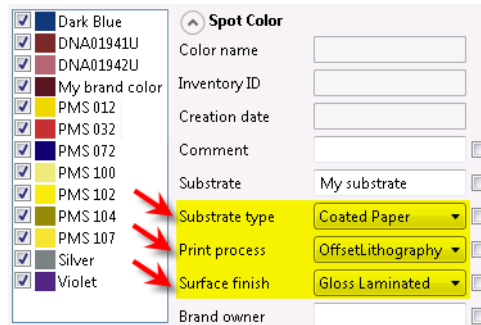 Dark Blue
DNA01941U
DNA01942U
My brand color
PMS 012
PMS 032
PMS 072
PMS 100
PMS 102
PMS 104
PMS 107
Silver
Violet
Spot Color
Color name
Inventory ID
Creation date
Comment
Substrate My substrate
Substrate type Coated Paper
Print process OffsetLithography
Surface finish Gloss Laminated
Brand owner